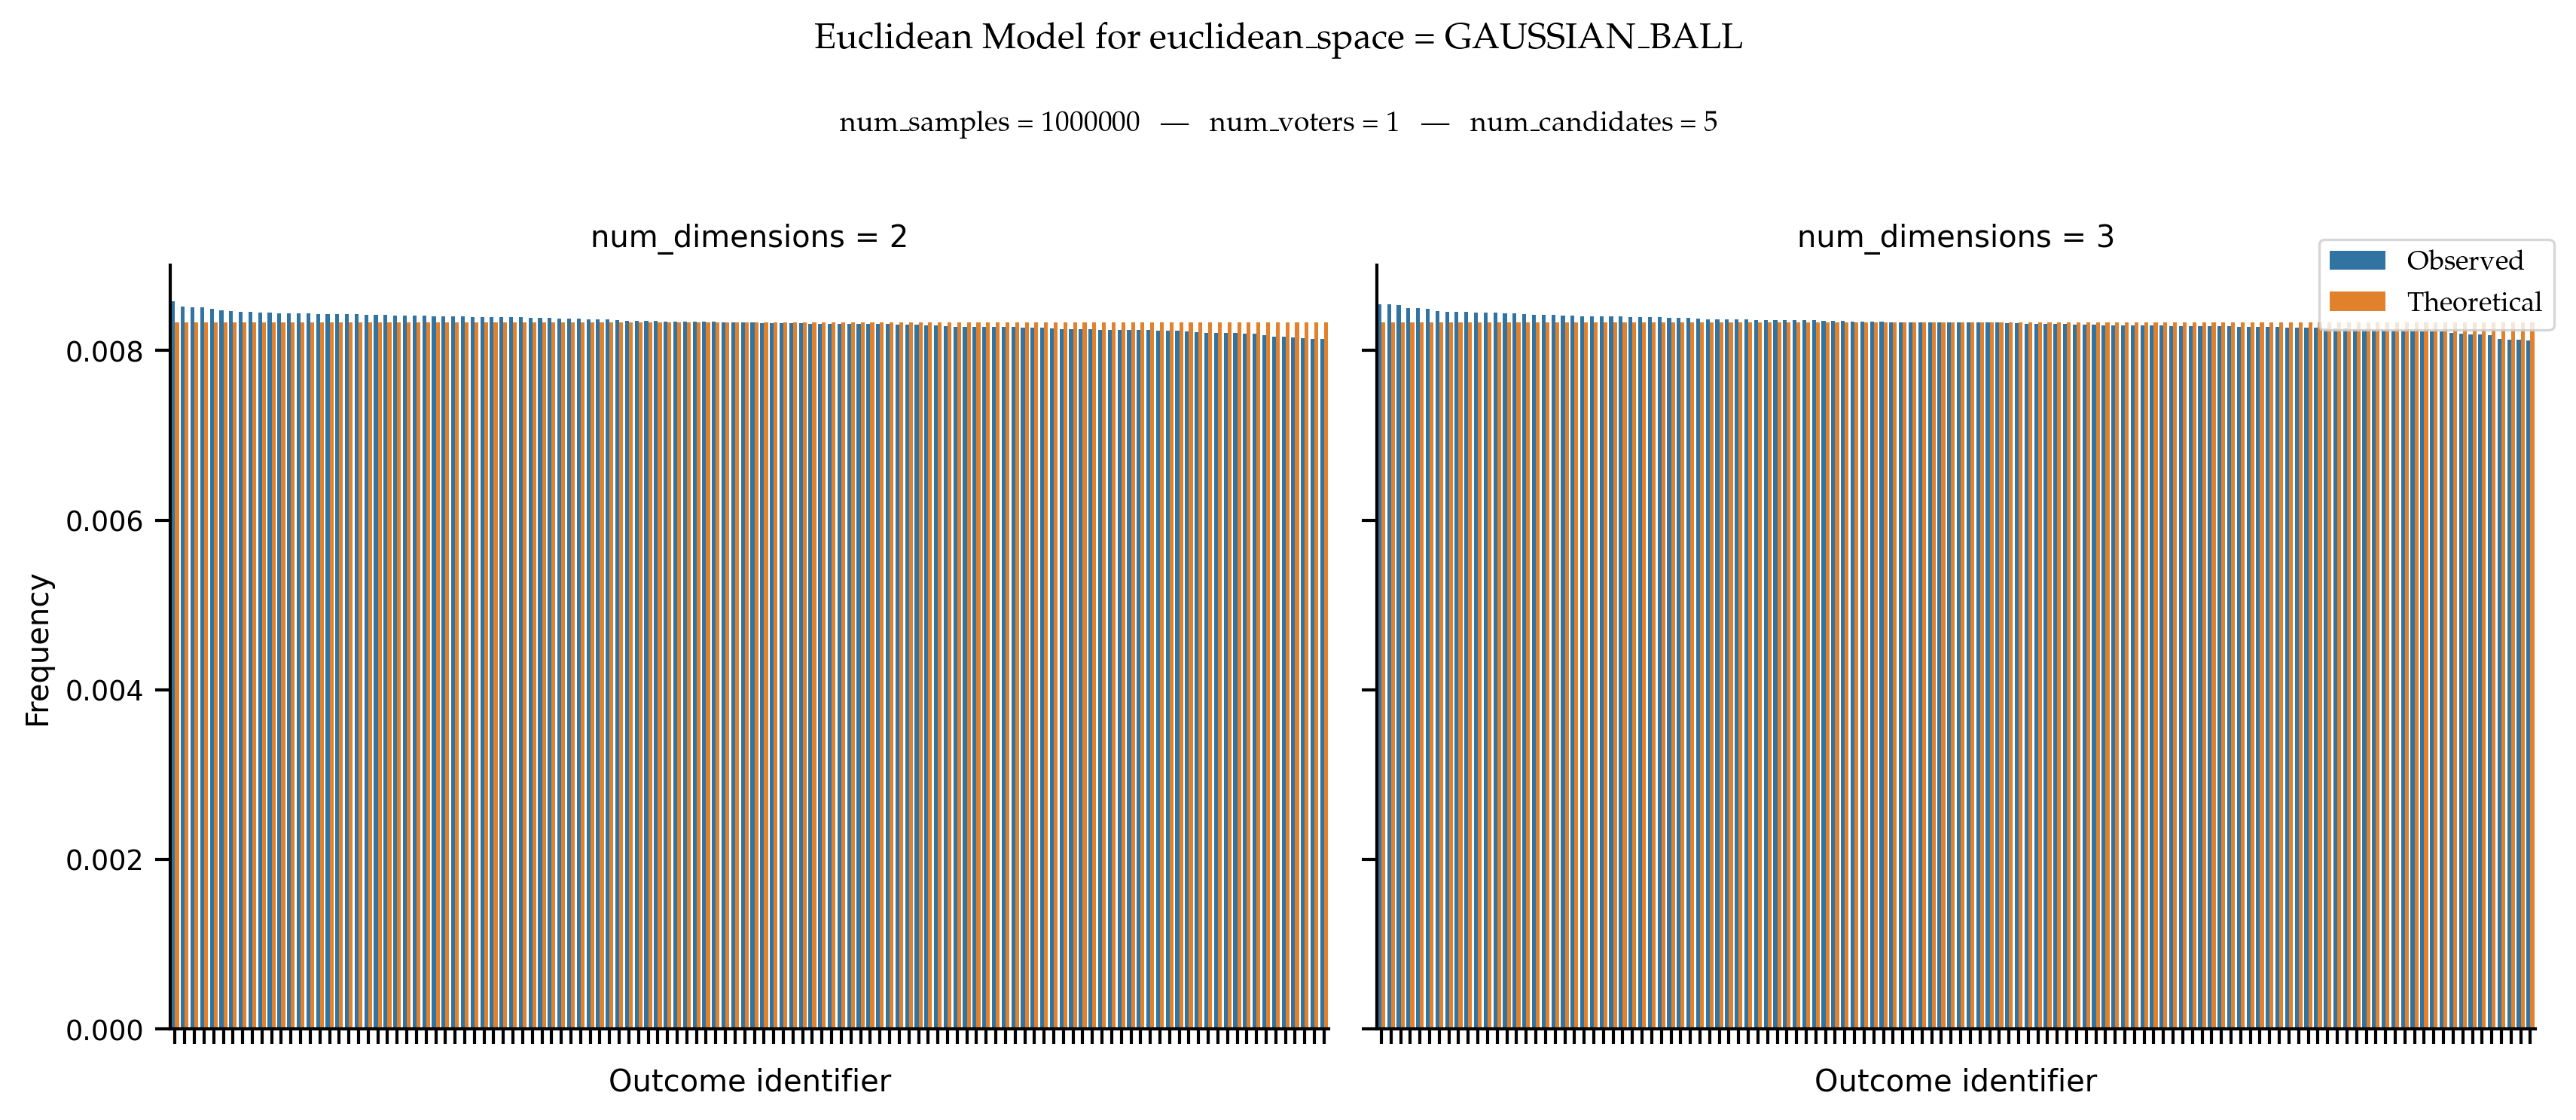 Euclidean Model for euclidean_space = GAUSSIAN_BALL
num_samples = 1000000 — num_voters = 1 — num_candidates = 5
num_dimensions = 2
num_dimensions = 3
Observed
Theoretical
Frequency
0.008
0.006
0.004
0.002
0.000
Outcome identifier
Outcome identifier